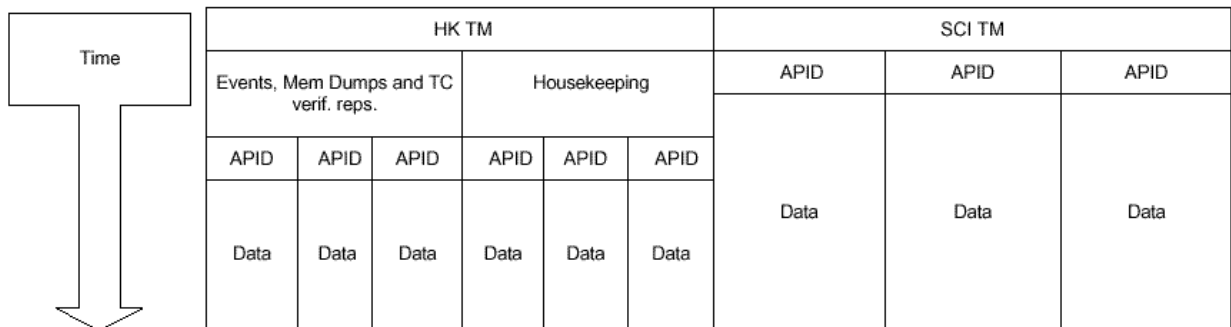 Time
HK TM
SCI TM
Events, Mem Dumps and TC
verif. reps.
Housekeeping
APID
APID
APID
APID
APID
APID
APID
APID
APID
Data
Data
Data
Data
Data
Data
Data
Data
Data